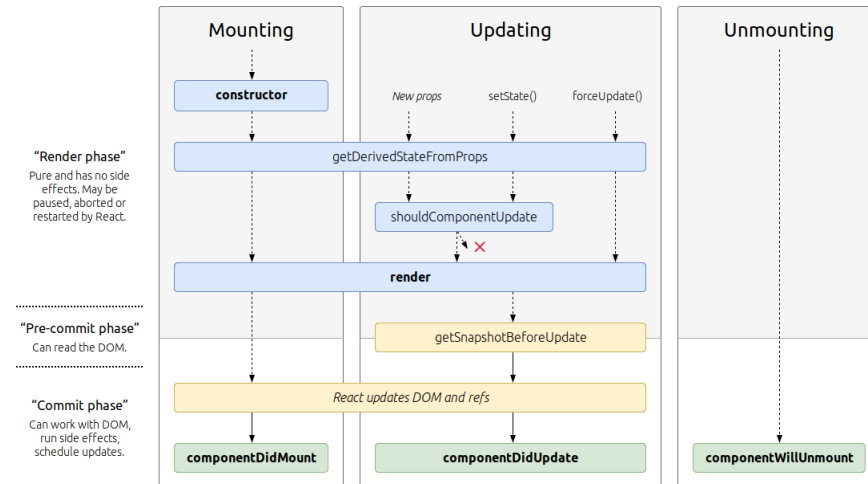 Mounting
Updating
Unmounting
constructor
New props
setState()
forceUpdate()
“Render phase”
Pure and has no side
effects. May be
paused, aborted or
restarted by React.
getDerivedStateFromProps
shouldComponentUpdate
render
“Pre-commit phase”
Can read the DOM.
getSnapshotBeforeUpdate
“Commit phase”
Can work with DOM,
run side effects,
schedule updates.
React updates DOM and refs
componentDidMount
componentDidUpdate
componentWillUnmount